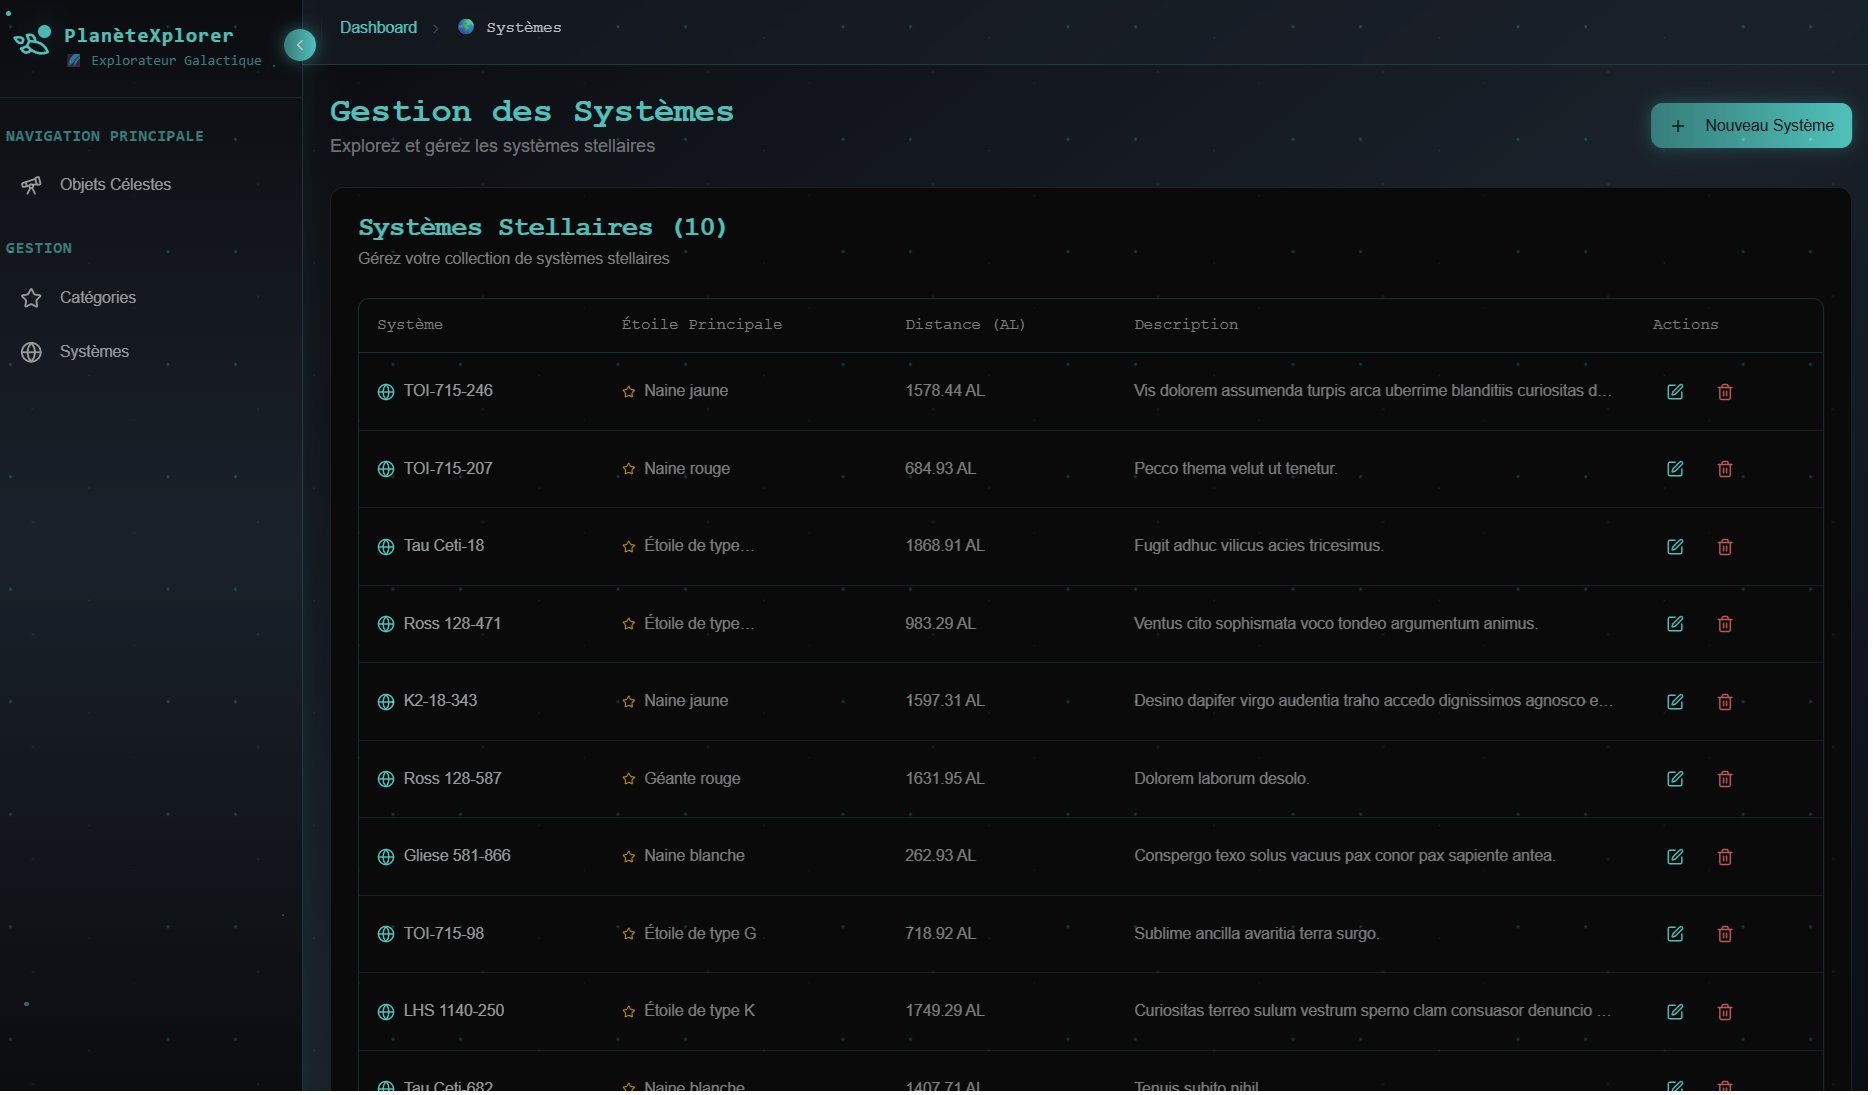 PlanèteXplorer
Explorateur Galactique
NAVIGATION PRINCIPALE
Objets Célestes
GESTION
Catégories
Systèmes
Dashboard > Systèmes
Gestion des Systèmes
Explorez et gérez les systèmes stellaires
+ Nouveau Système
Systèmes Stellaires (10)
Gérez votre collection de systèmes stellaires
Système Étoile Principale Distance (AL) Description Actions
TOI-715-246 Naine jaune 1578.44 AL Vis dolorem assumenda turpis arca uberrime blanditiis curiositas d...
TOI-715-207 Naine rouge 684.93 AL Pecco thema velut ut tenetur.
Tau Ceti-18 Étoile de type... 1868.91 AL Fugit adhuc vilicus acies tricesimus.
Ross 128-471 Étoile de type... 983.29 AL Ventus cito sophismata voco tondeo argumentum animus.
K2-18-343 Naine jaune 1597.31 AL Desino dapifer virgo audentia traho accedo dignissimos agnosco e...
Ross 128-587 Géante rouge 1631.95 AL Dolorem laborum desolo.
Gliese 581-866 Naine blanche 262.93 AL Conspergo texo solus vacuus pax conor pax sapiente antea.
TOI-715-98 Étoile de type G 718.92 AL Sublime ancilla avaritia terra surgo.
LHS 1140-250 Étoile de type K 1749.29 AL Curiositas terreo sulum vestrum sperno clam consuasor denuncio ...
Tau Ceti-682 Naine blanche 1407.71 AL Tenuis subito nihil